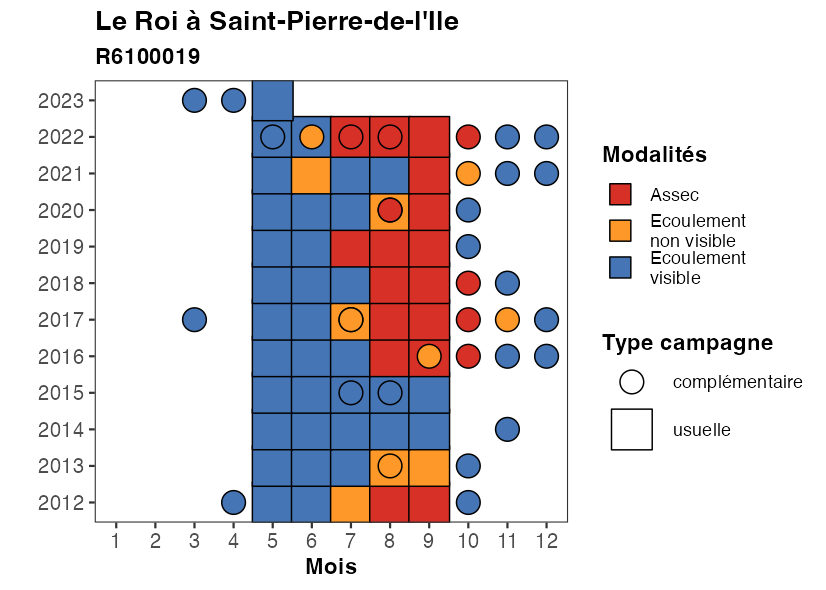 Le Roi à Saint-Pierre-de-l'Ile
R6100019
2023
2022
2021
2020
2019
2018
2017
2016
2015
2014
2013
2012
1 2 3 4 5 6 7 8 9 10 11 12
Mois
Modalités
Assec
Ecoulement
non visible
Ecoulement
visible
Type campagne
complémentaire
usuelle